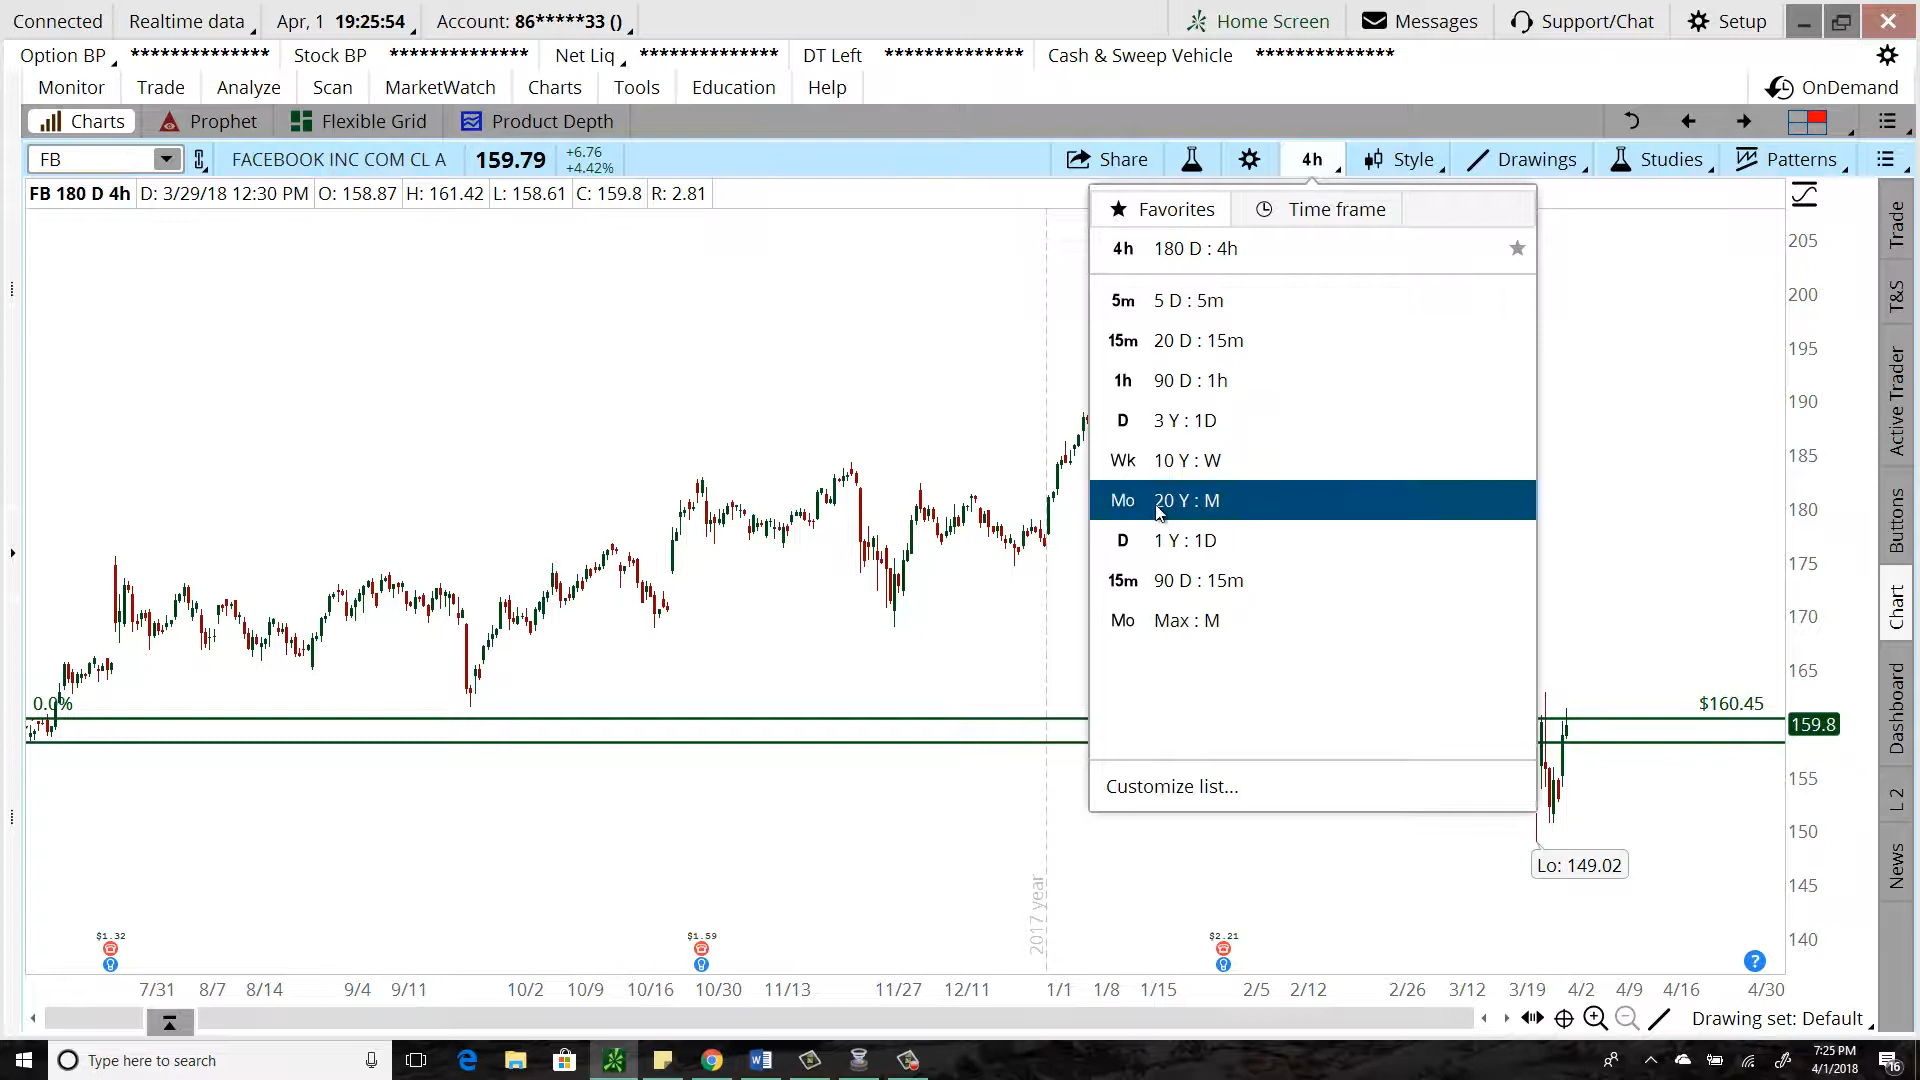 Connected Realtime data Apr, 1 19:25:54 Account: 86*****33 () Home Screen Messages Support/Chat Setup
Option BP ************** Stock BP ************** Net Liq ************** DT Left ************** Cash & Sweep Vehicle **************
Monitor Trade Analyze Scan MarketWatch Charts Tools Education Help OnDemand
Charts Prophet Flexible Grid Product Depth
FB FACEBOOK INC COM CL A 159.79 +6.76 +4.42% Share 4h Style Drawings Studies Patterns
FB 180 D 4h D: 3/29/18 12:30 PM O: 158.87 H: 161.42 L: 158.61 C: 159.8 R: 2.81
Favorites Time frame
4h 180 D : 4h
5m 5 D : 5m
15m 20 D : 15m
1h 90 D : 1h
D 3 Y : 1D
Wk 10 Y : W
Mo 20 Y : M
D 1 Y : 1D
15m 90 D : 15m
Mo Max : M
Customize list...
205
200
195
190
185
180
175
170
165
159.8
155
150
145
140
0.0%
$160.45
Lo: 149.02
2017 year
$1.32 $1.59 $2.21
?
7/31 8/7 8/14 9/4 9/11 10/2 10/9 10/16 10/30 11/13 11/27 12/11 1/1 1/8 1/15 2/5 2/12 2/26 3/12 3/19 4/2 4/9 4/16 4/30
Drawing set: Default
Trade
T&S
Active Trader
Buttons
Chart
Dashboard
L 2
News
Type here to search
7:25 PM
4/1/2018
16